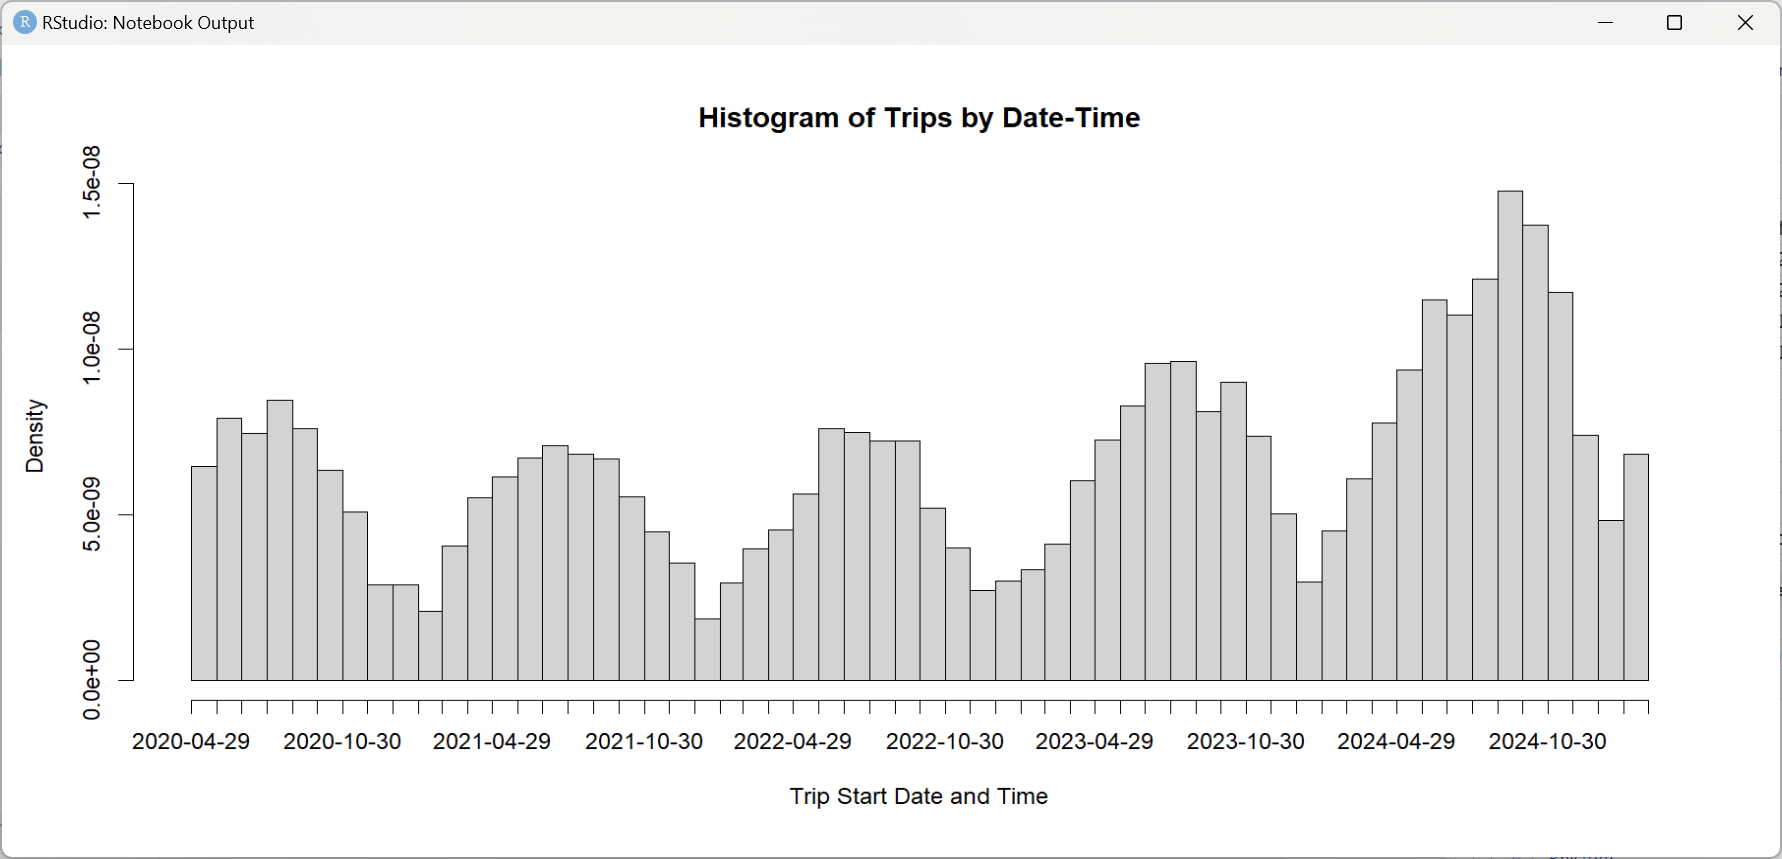 R RStudio: Notebook Output
Histogram of Trips by Date-Time
1.5e-08
1.0e-08
5.0e-09
0.0e+00
Density
2020-04-29 2020-10-30 2021-04-29 2021-10-30 2022-04-29 2022-10-30 2023-04-29 2023-10-30 2024-04-29 2024-10-30
Trip Start Date and Time